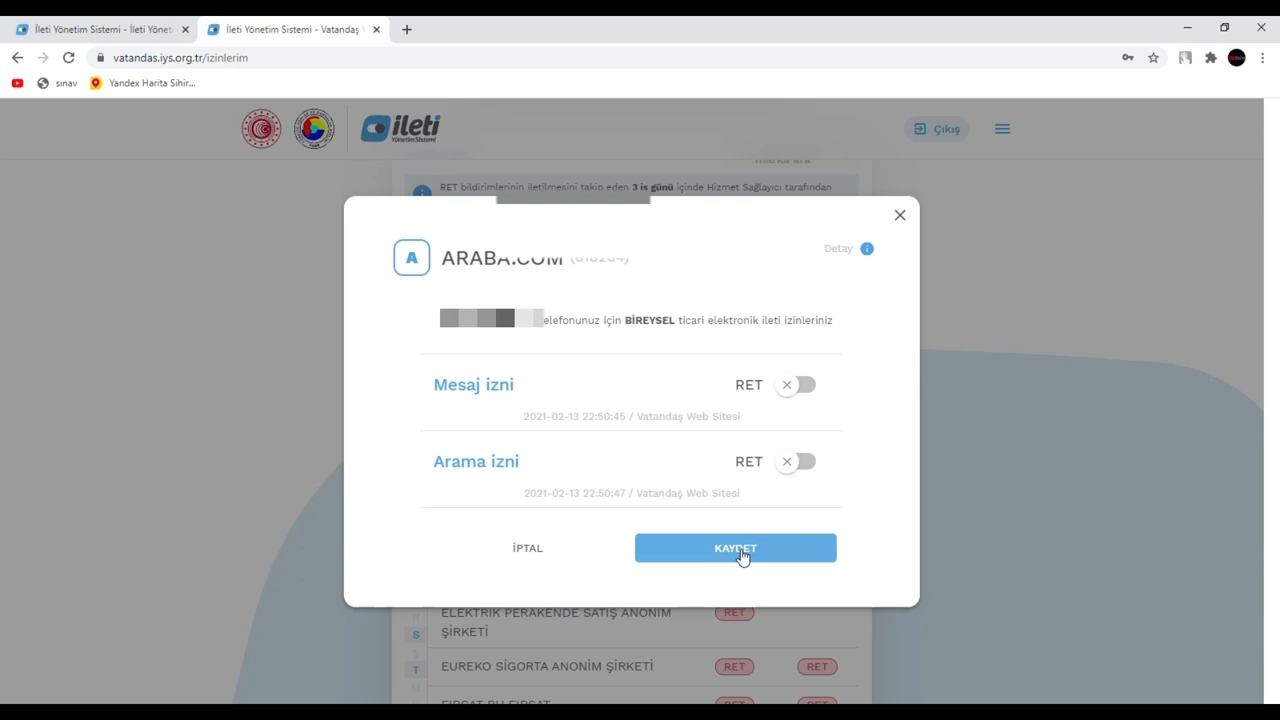 İleti Yönetim Sistemi - İleti Yönet
İleti Yönetim Sistemi - Vatandaş
vatandas.iys.org.tr/izinlerim
sınav
Yandex Harita Sihir...
ileti
Yönetim Sistemi
Çıkış
RET bildirimlerinin iletilmesini takip eden 3 iş günü içinde Hizmet Sağlayıcı tarafından
A
ARABA.COM
Detay
elefonunuz için BİREYSEL ticari elektronik ileti izinleriniz
Mesaj izni RET
2021-02-13 22:50:45 / Vatandaş Web Sitesi
Arama izni RET
2021-02-13 22:50:47 / Vatandaş Web Sitesi
İPTAL
KAYDET
ELEKTRİK PERAKENDE SATIŞ ANONİM RET
ŞİRKETİ
S
T
EUREKO SİGORTA ANONİM ŞİRKETİ RET RET